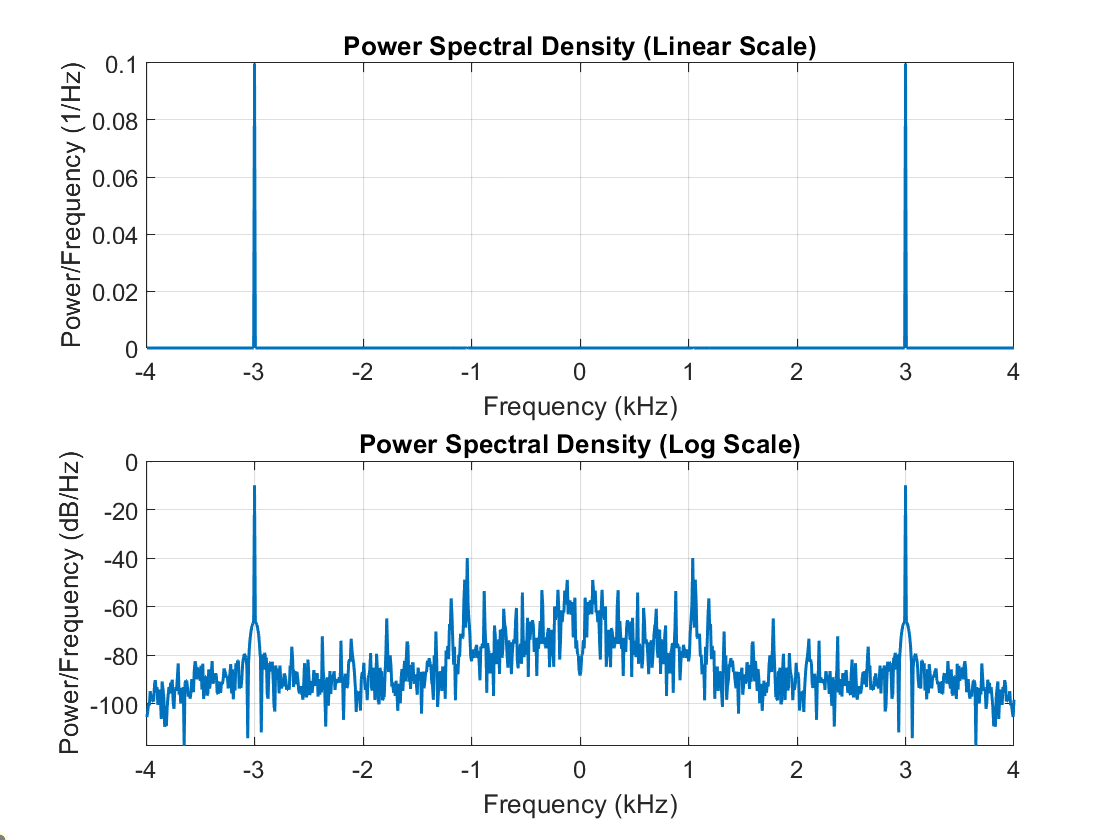 Power Spectral Density (Linear Scale)
Power/Frequency (1/Hz)
0.1
0.08
0.06
0.04
0.02
0
-4 -3 -2 -1 0 1 2 3 4
Frequency (kHz)
Power Spectral Density (Log Scale)
Power/Frequency (dB/Hz)
0
-20
-40
-60
-80
-100
-4 -3 -2 -1 0 1 2 3 4
Frequency (kHz)